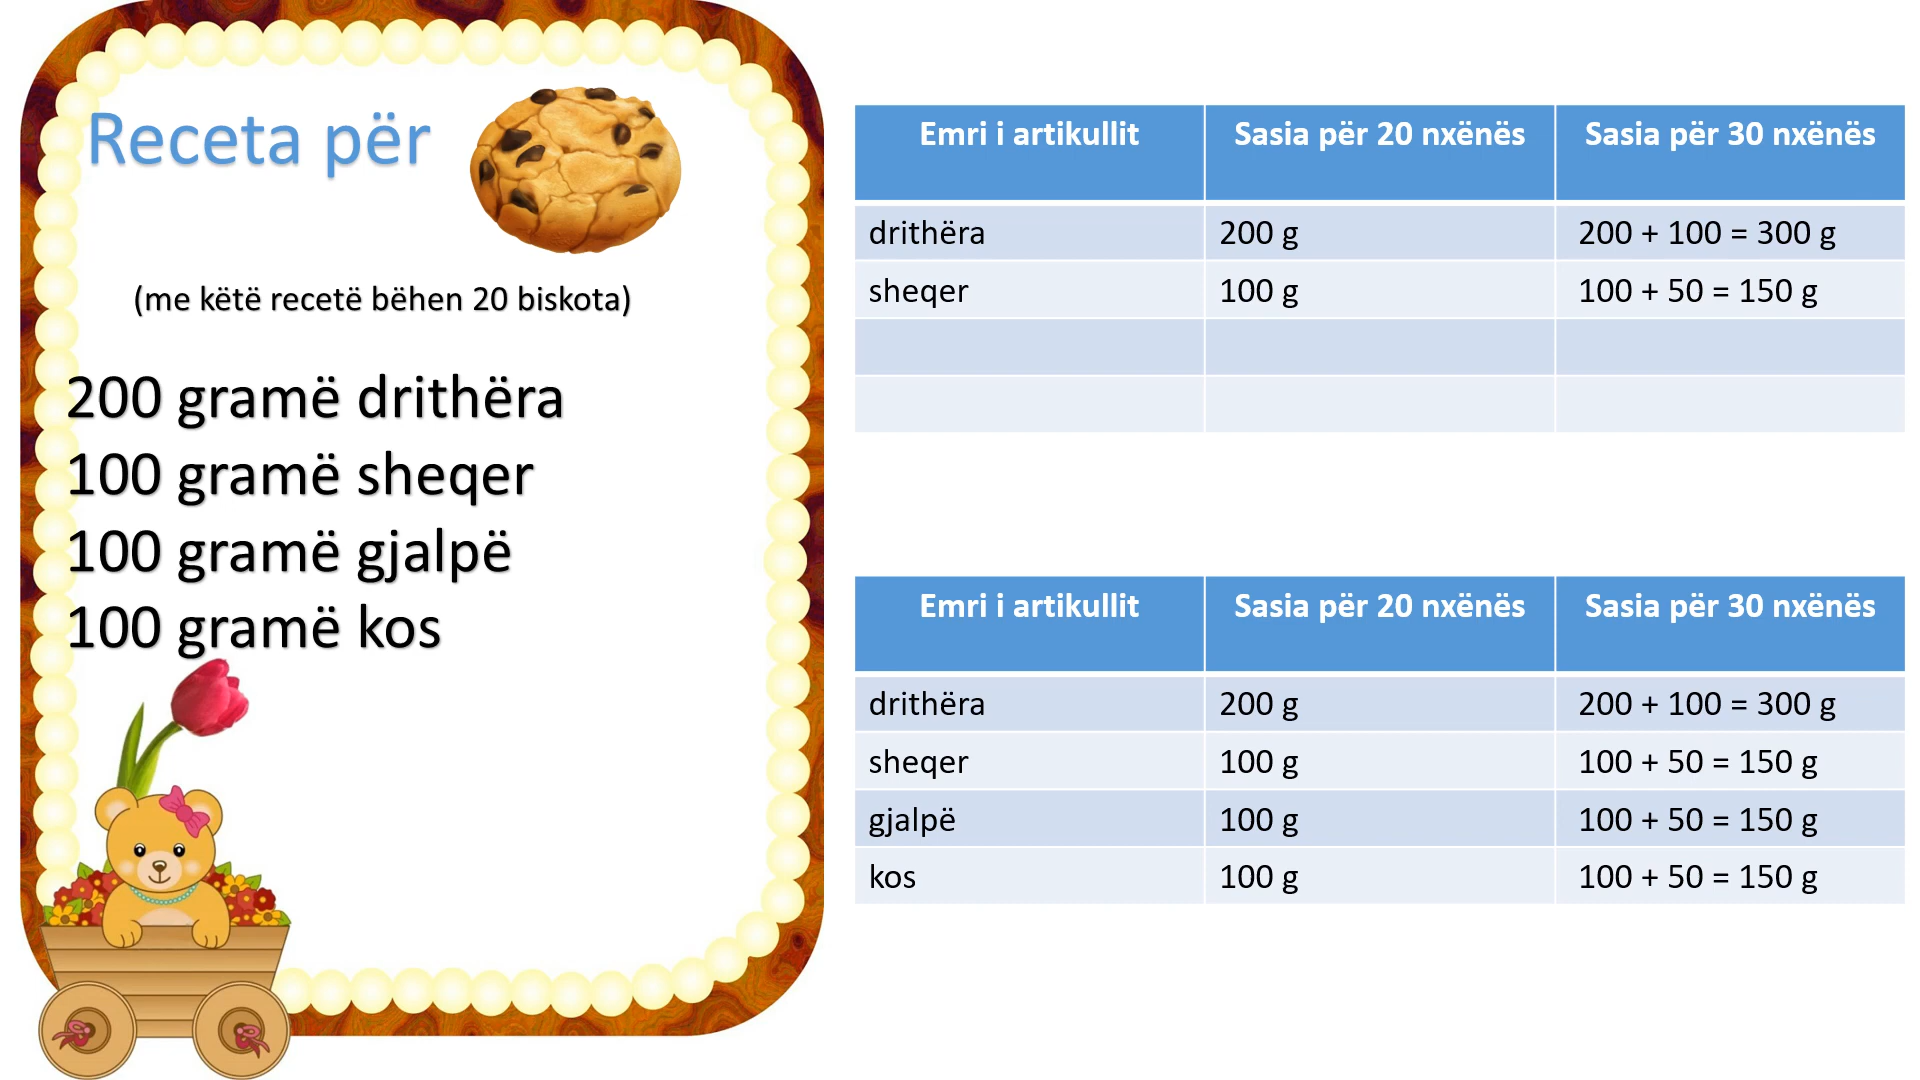 Receta për
(me këtë recetë bëhen 20 biskota)
200 gramë drithëra
100 gramë sheqer
100 gramë gjalpë
100 gramë kos
Emri i artikullit Sasia për 20 nxënës Sasia për 30 nxënës
drithëra 200 g 200 + 100 = 300 g
sheqer 100 g 100 + 50 = 150 g
Emri i artikullit Sasia për 20 nxënës Sasia për 30 nxënës
drithëra 200 g 200 + 100 = 300 g
sheqer 100 g 100 + 50 = 150 g
gjalpë 100 g 100 + 50 = 150 g
kos 100 g 100 + 50 = 150 g